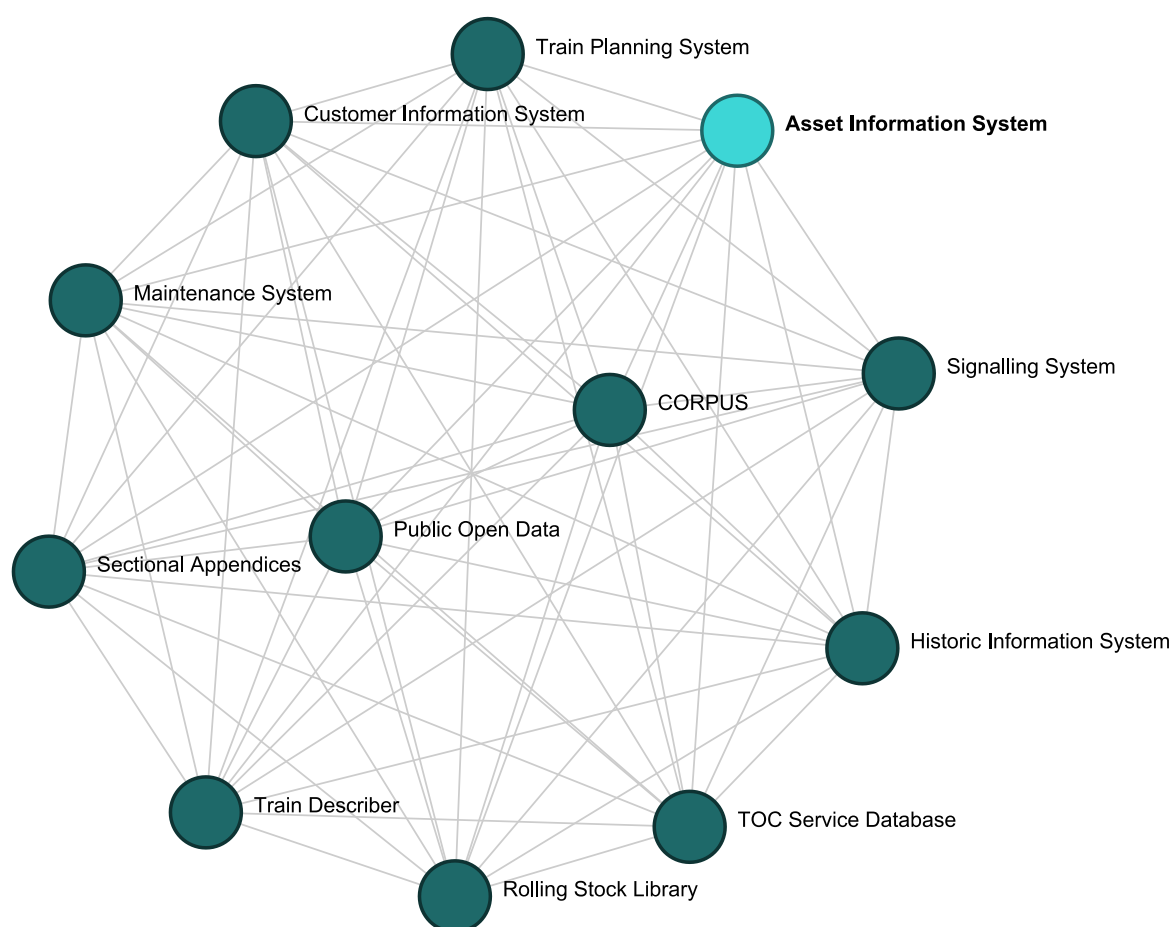 Train Planning System
Customer Information System
Asset Information System
Maintenance System
Signalling System
CORPUS
Public Open Data
Sectional Appendices
Historic Information System
Train Describer
TOC Service Database
Rolling Stock Library